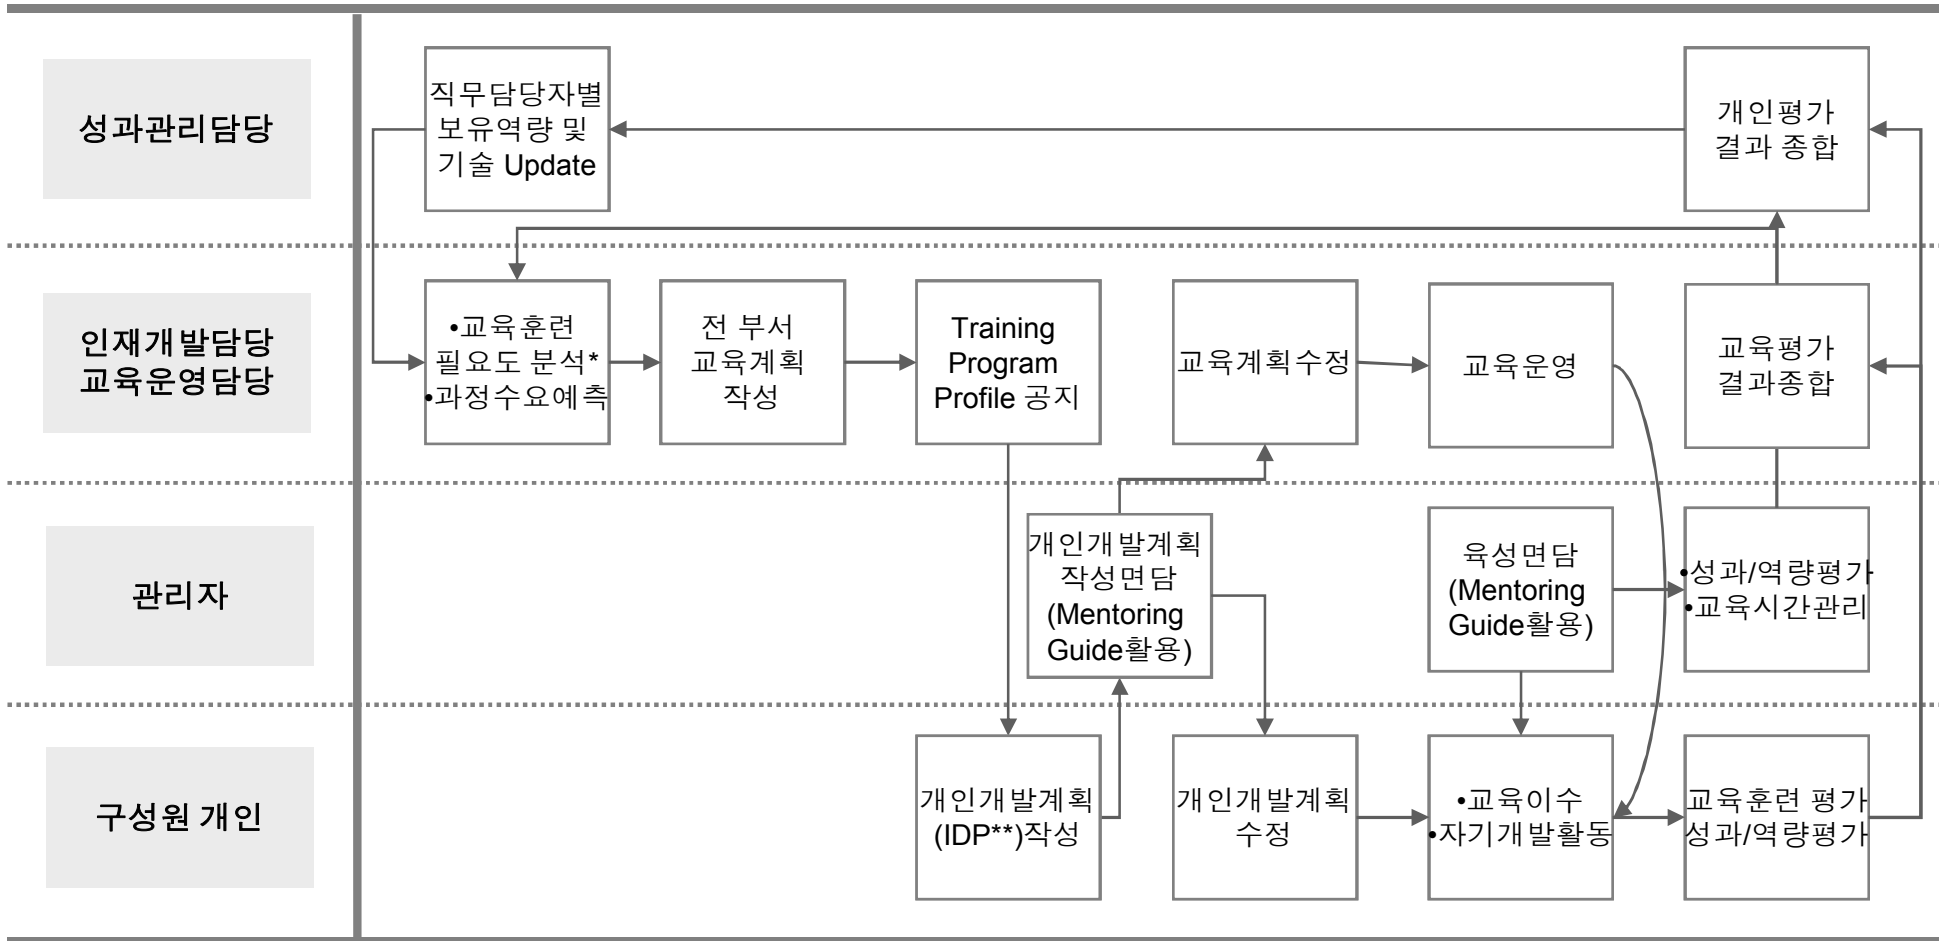 성과관리담당
직무담당자별
보유역량 및
기술 Update
개인평가
결과 종합
인재개발담당
교육운영담당
•교육훈련
필요도 분석*
•과정수요예측
전 부서
교육계획
작성
Training
Program
Profile 공지
교육계획수정
교육운영
교육평가
결과종합
관리자
개인개발계획
작성면담
(Mentoring
Guide활용)
육성면담
(Mentoring
Guide활용)
•성과/역량평가
•교육시간관리
구성원 개인
개인개발계획
(IDP**)작성
개인개발계획
수정
•교육이수
•자기개발활동
교육훈련 평가
성과/역량평가